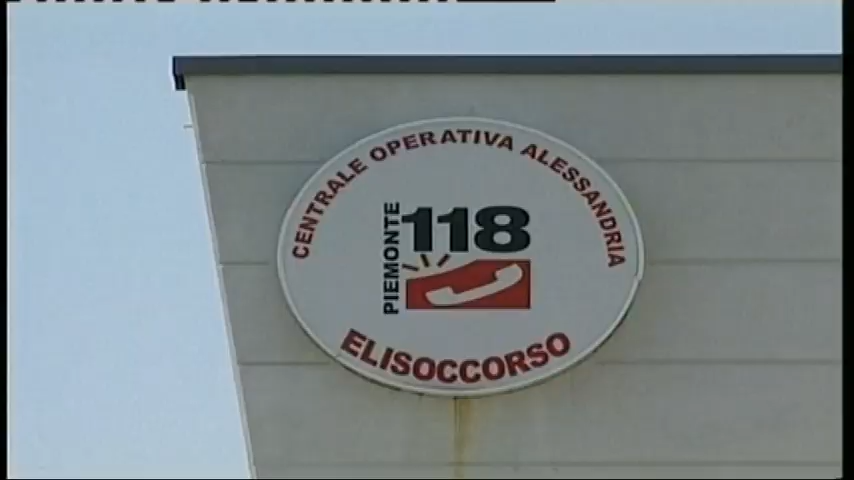 CENTRALE OPERATIVA ALESSANDRIA
PIEMONTE
118
ELISOCCORSO